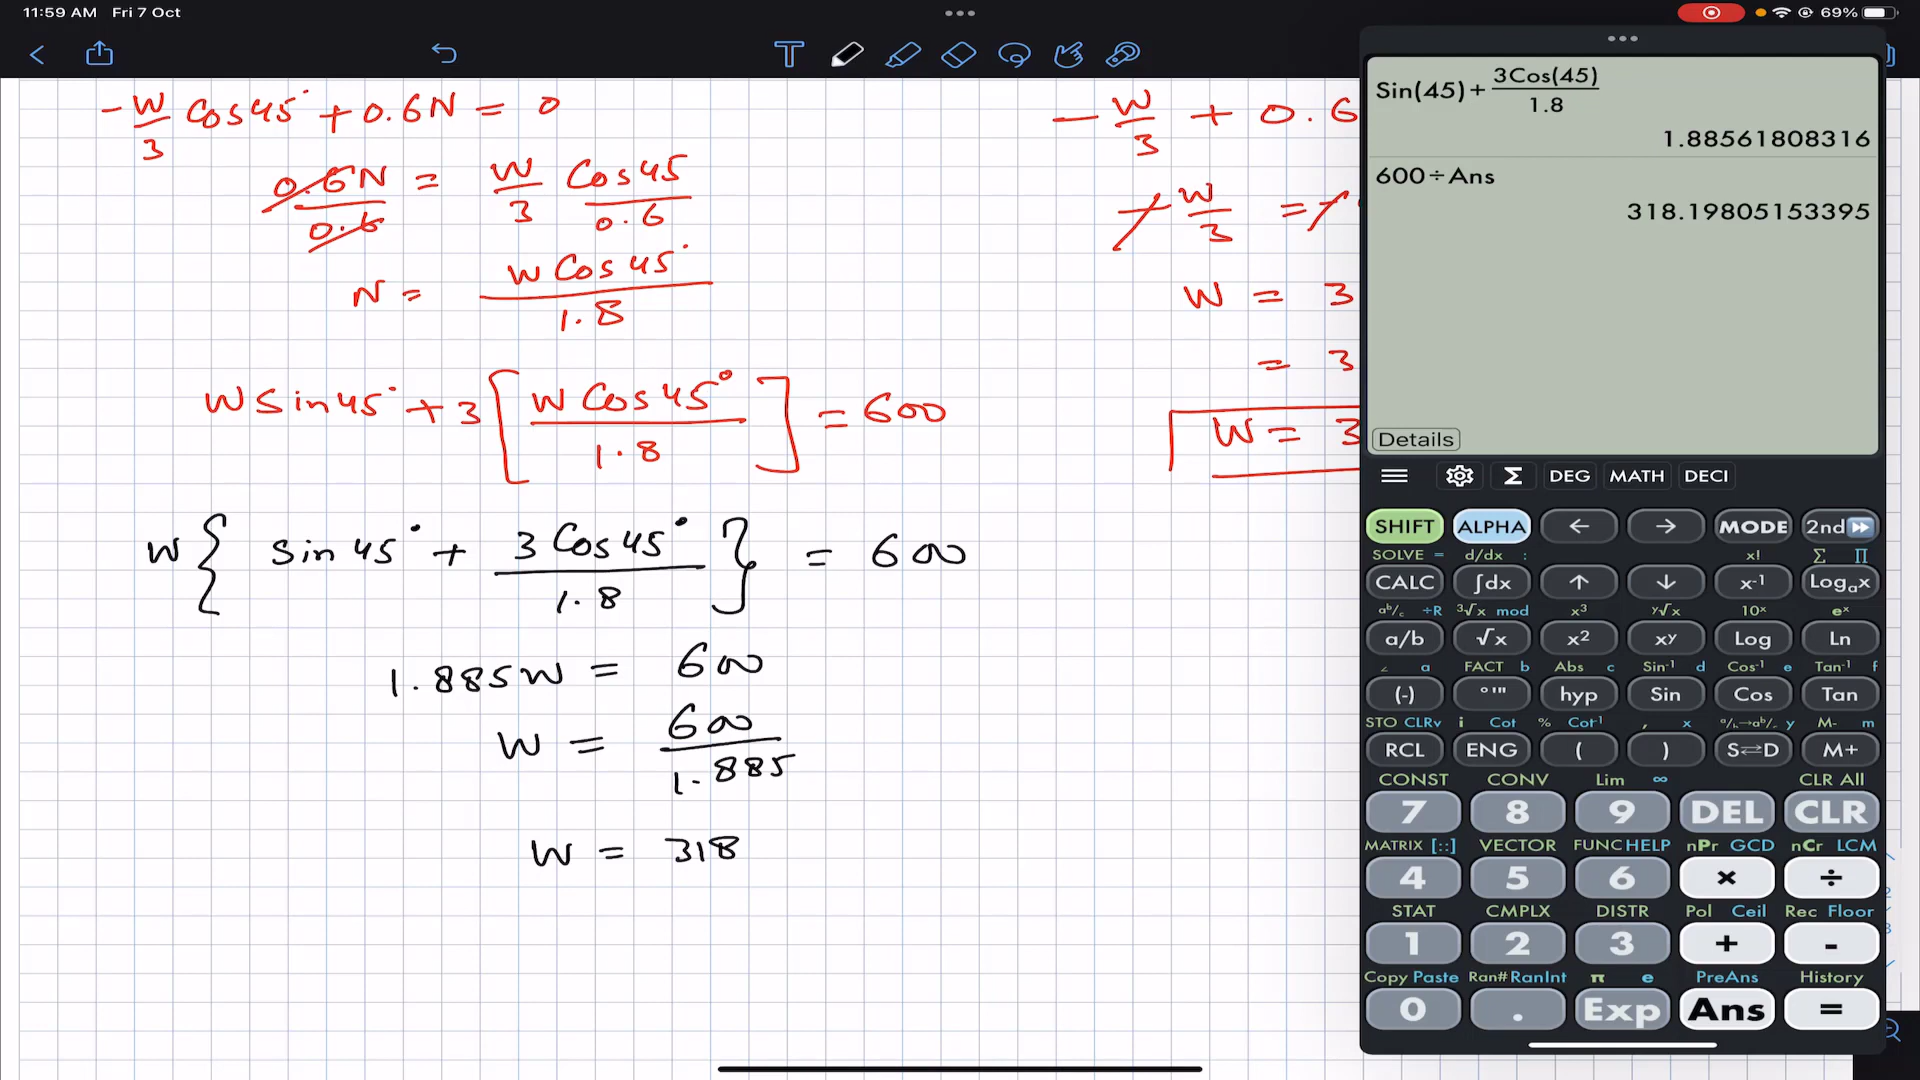 11:59 AM Fri 7 Oct
69%
T
-W/3 Cos45° + 0.6N = 0
0.6N/0.6 = W/3 Cos45/0.6
N = W Cos45°/1.8
W Sin45° + 3[W Cos45°/1.8] = 600
W{ Sin45° + 3 Cos45°/1.8 } = 600
1.885W = 600
W = 600/1.885
W = 318
-W/3 + 0.6
-W/3 = -
W = 3
= 3
W = 3
Sin(45)+ 3Cos(45)/1.8
1.88561808316
600÷Ans
318.19805153395
Details
Σ DEG MATH DECI
SHIFT ALPHA ← → MODE 2nd
SOLVE = d/dx : x! Σ Π
CALC ∫dx ↑ ↓ x⁻¹ Logₐx
aᵇ/c ÷R ³√x mod x³ ʸ√x 10ˣ eˣ
a/b √x x² xʸ Log Ln
∠ a FACT b Abs c Sin⁻¹ d Cos⁻¹ e Tan⁻¹ f
(-) °'" hyp Sin Cos Tan
STO CLRv i Cot % Cot⁻¹ , x y M- m
RCL ENG ( ) S⇄D M+
CONST CONV Lim ∞ CLR All
7 8 9 DEL CLR
MATRIX [::] VECTOR FUNC HELP nPr GCD nCr LCM
4 5 6 × ÷
STAT CMPLX DISTR Pol Ceil Rec Floor
1 2 3 + -
Copy Paste Ran# RanInt π e PreAns History
0 . Exp Ans =